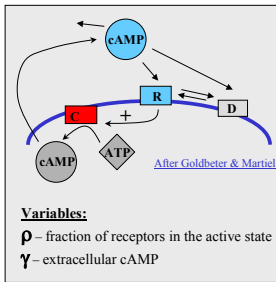 cAMP
R
D
C
+
cAMP
ATP
After Goldbeter & Martiel
Variables:
ρ – fraction of receptors in the active state
γ – extracellular cAMP